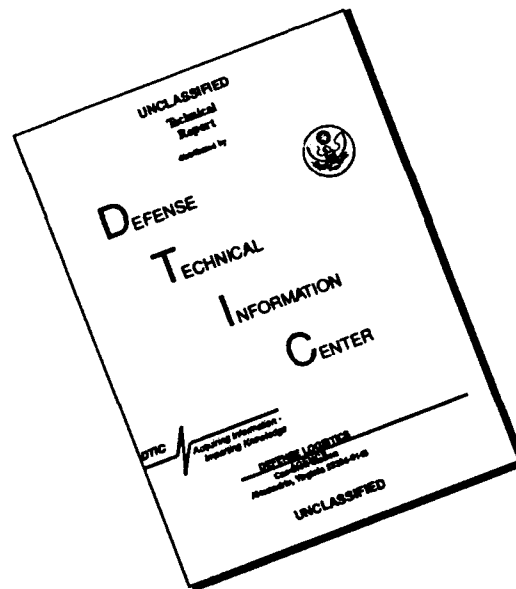 UNCLASSIFIED
Technical
Report
distributed by
DEFENSE
TECHNICAL
INFORMATION
CENTER
DTIC
Acquiring Information -
Imparting Knowledge
DEFENSE LOGISTICS
Alexandria, Virginia
UNCLASSIFIED